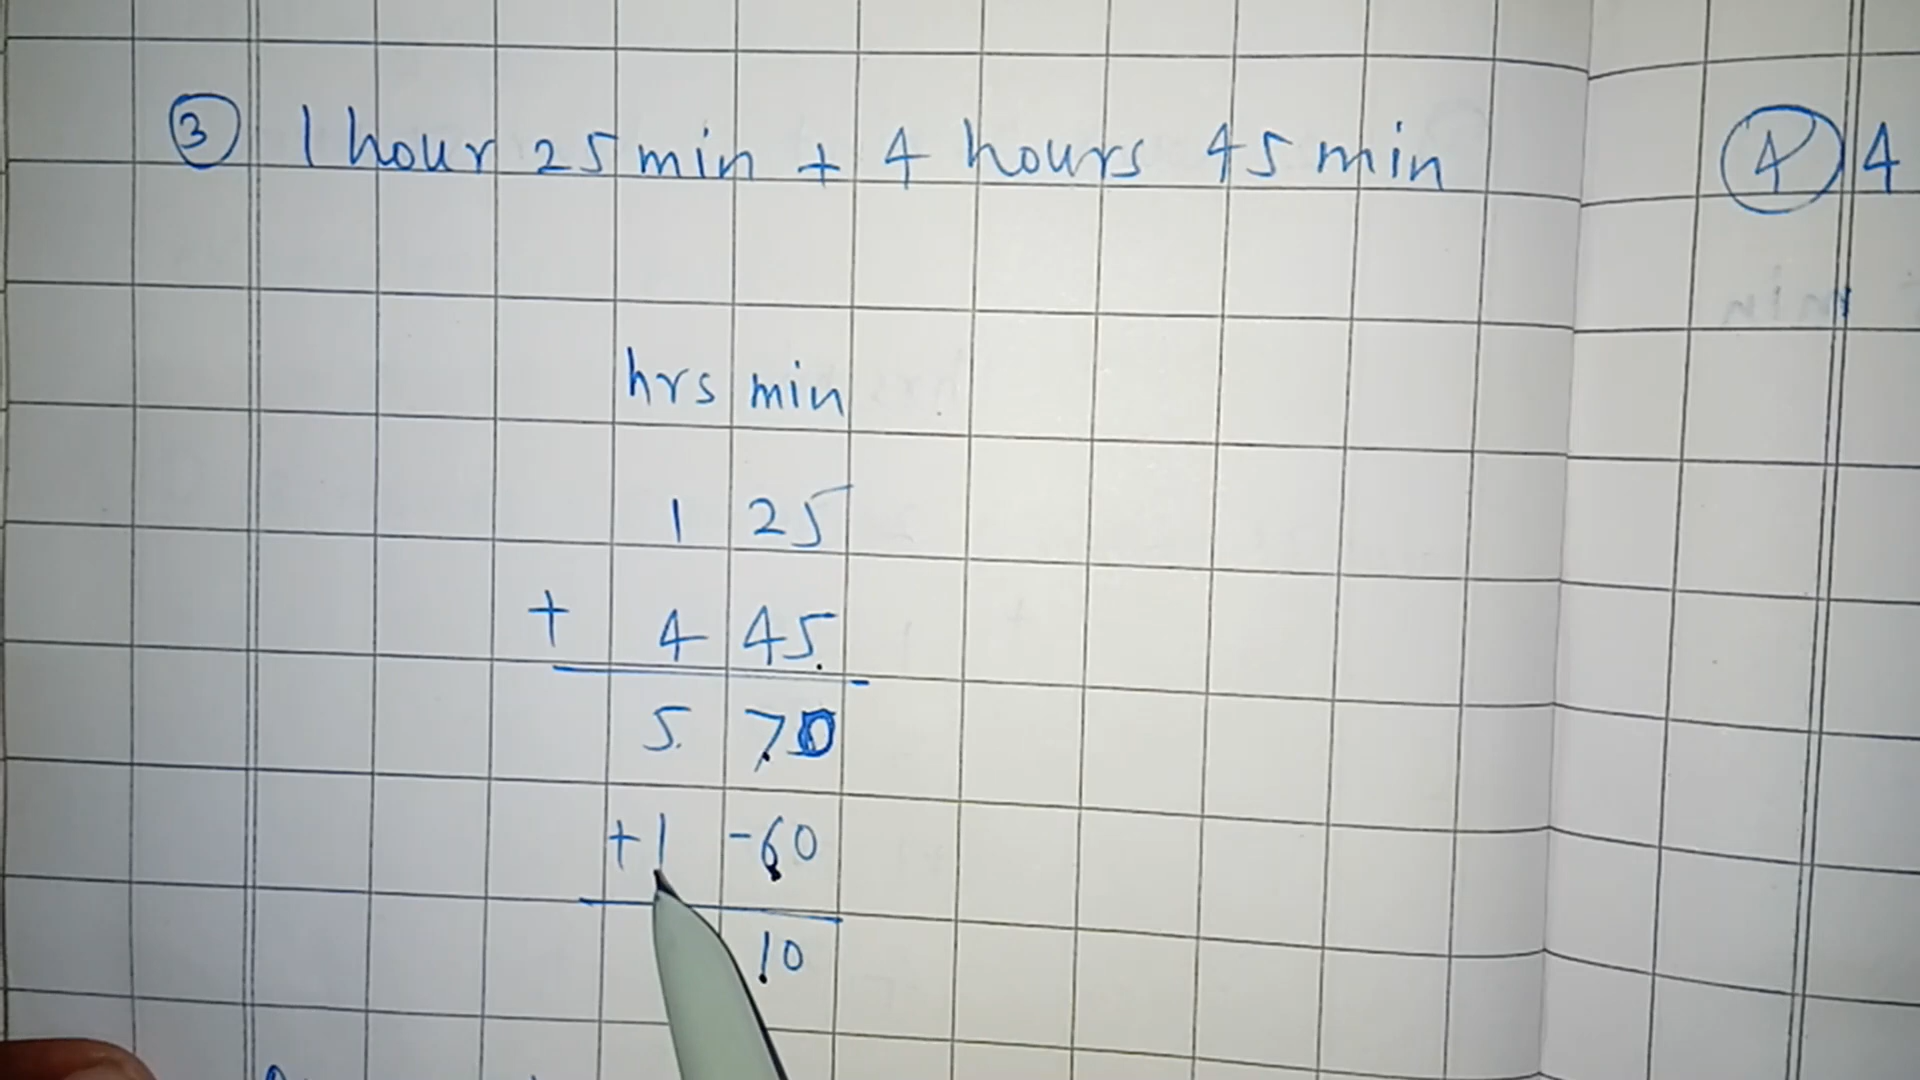 ③ 1 hour 25 min + 4 hours 45 min
④ 4
hrs min
1 25
+ 4 45
5 70
+1 -60
10